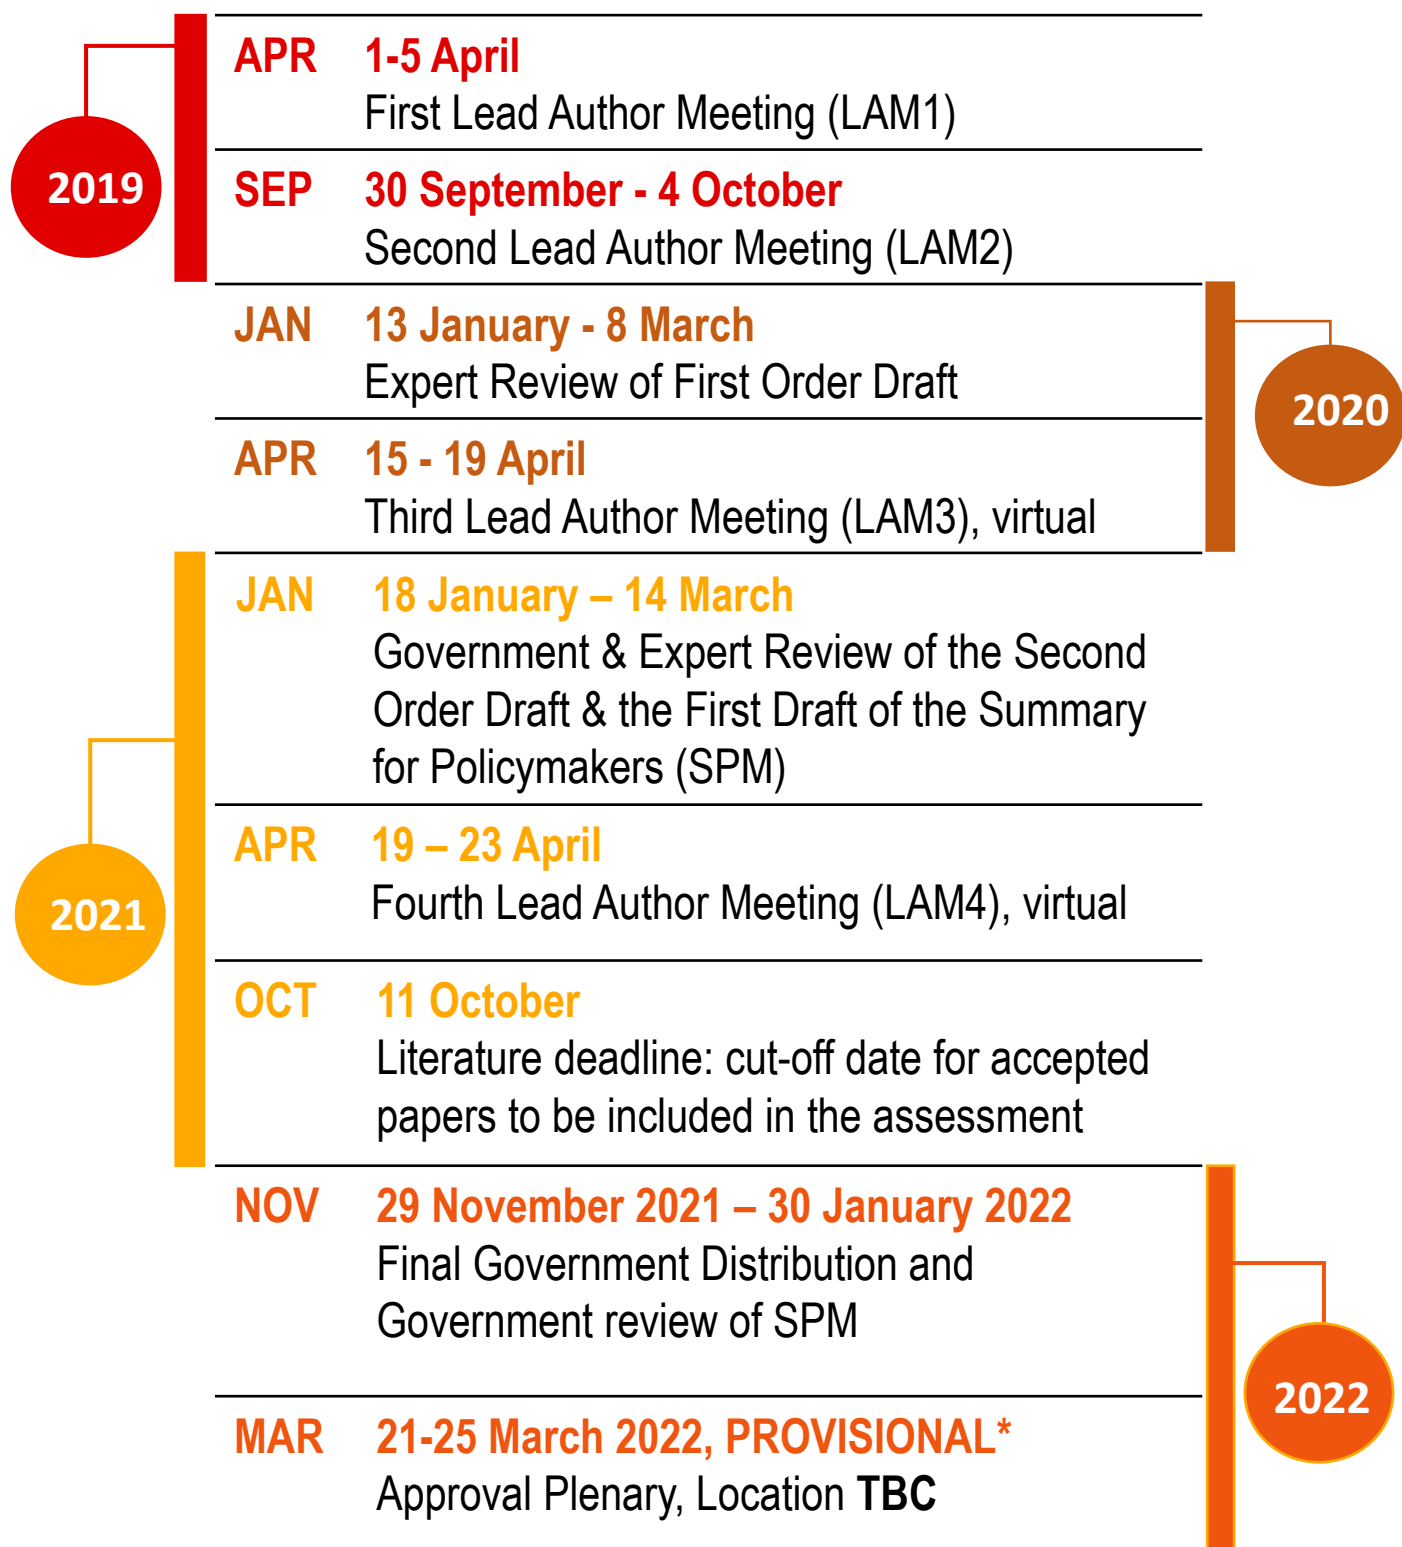 APR 1-5 April
First Lead Author Meeting (LAM1)
2019
SEP 30 September - 4 October
Second Lead Author Meeting (LAM2)
JAN 13 January - 8 March
Expert Review of First Order Draft
2020
APR 15 - 19 April
Third Lead Author Meeting (LAM3), virtual
JAN 18 January – 14 March
Government & Expert Review of the Second
Order Draft & the First Draft of the Summary
for Policymakers (SPM)
APR 19 – 23 April
Fourth Lead Author Meeting (LAM4), virtual
2021
OCT 11 October
Literature deadline: cut-off date for accepted
papers to be included in the assessment
NOV 29 November 2021 – 30 January 2022
Final Government Distribution and
Government review of SPM
2022
MAR 21-25 March 2022, PROVISIONAL*
Approval Plenary, Location TBC